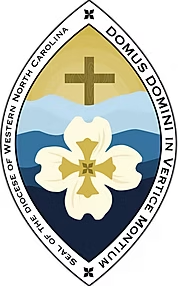 SEAL OF THE DIOCESE OF WESTERN NORTH CAROLINA
DOMUS DOMINI IN VERTICE MONTIUM